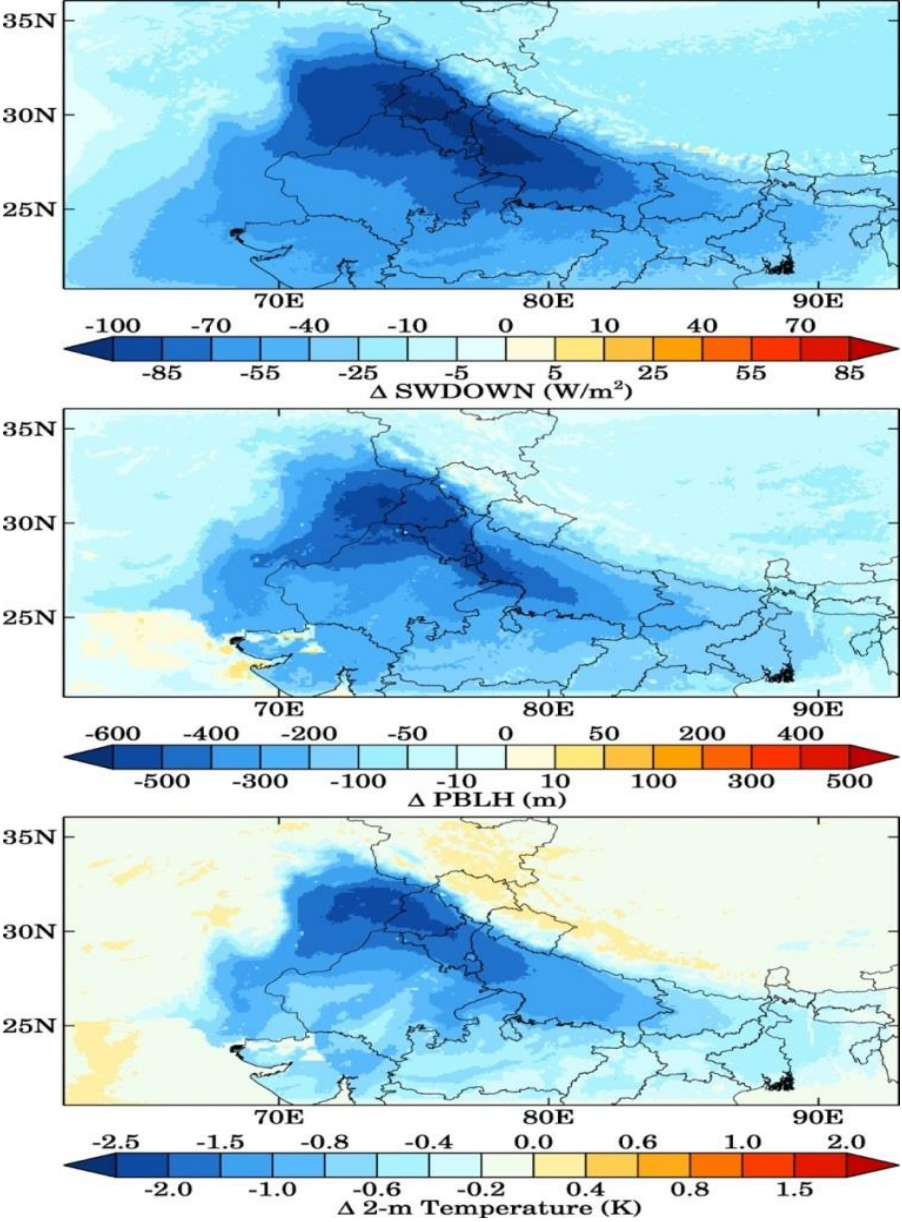 35N
30N
25N
70E 80E 90E
-100 -70 -40 -10 0 10 40 70
-85 -55 -25 -5 5 25 55 85
Δ SWDOWN (W/m²)
35N
30N
25N
70E 80E 90E
-600 -400 -200 -50 0 50 200 400
-500 -300 -100 -10 10 100 300 500
Δ PBLH (m)
35N
30N
25N
70E 80E 90E
-2.5 -1.5 -0.8 -0.4 0.0 0.6 1.0 2.0
-2.0 -1.0 -0.6 -0.2 0.4 0.8 1.5
Δ 2-m Temperature (K)